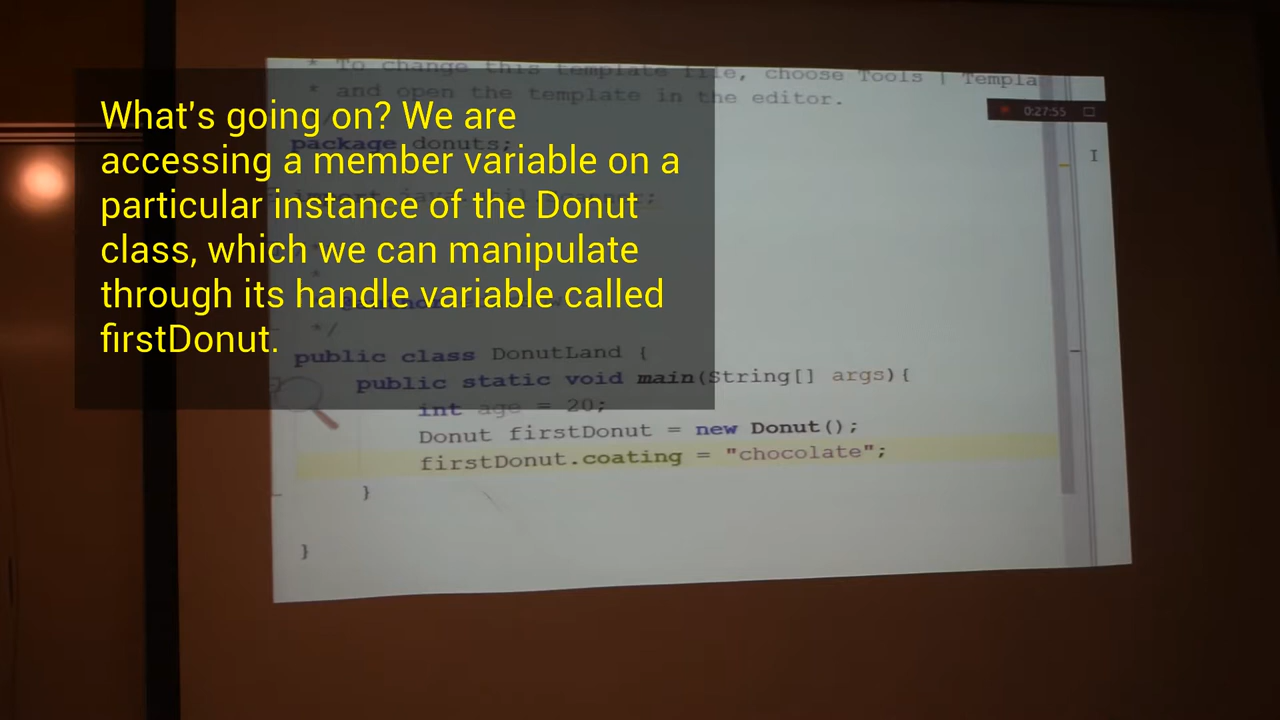 * To change this template file, choose Tools | Templa
* and open the template in the editor.
0:27:55
What's going on? We are
accessing a member variable on a
particular instance of the Donut
class, which we can manipulate
through its handle variable called
firstDonut.
package donuts;
import
*/
public class DonutLand {
public static void main(String[] args){
int age = 20;
Donut firstDonut = new Donut();
firstDonut.coating = "chocolate";
}
}